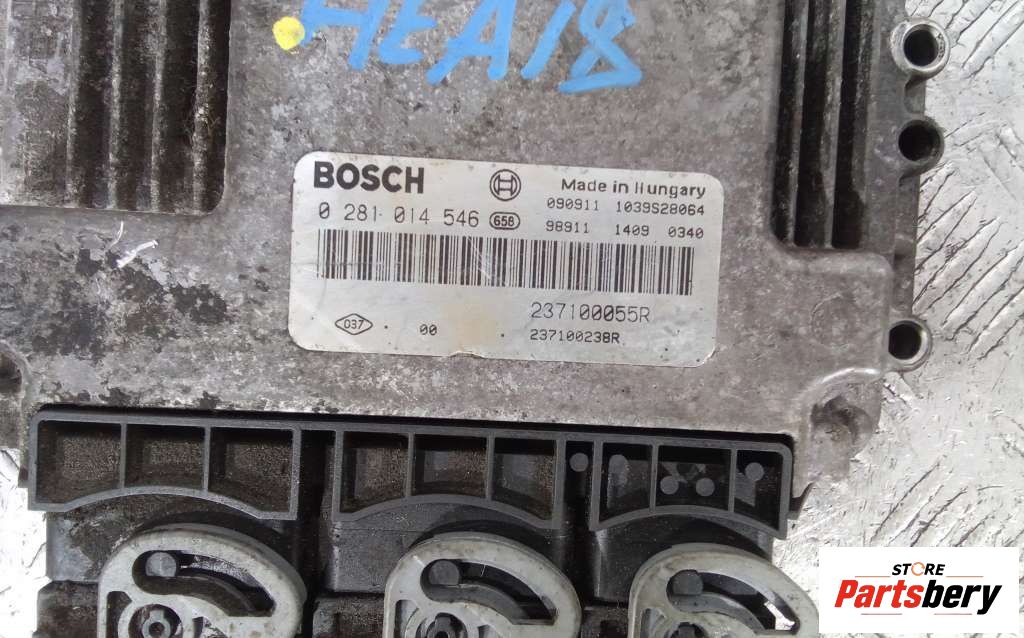 HEA18
BOSCH
Made in Hungary
0 281 014 546 658
090911 1039S28064
98911 1409 0340
237100055R
037 . 00 . 237100238R
STORE
Partsbery